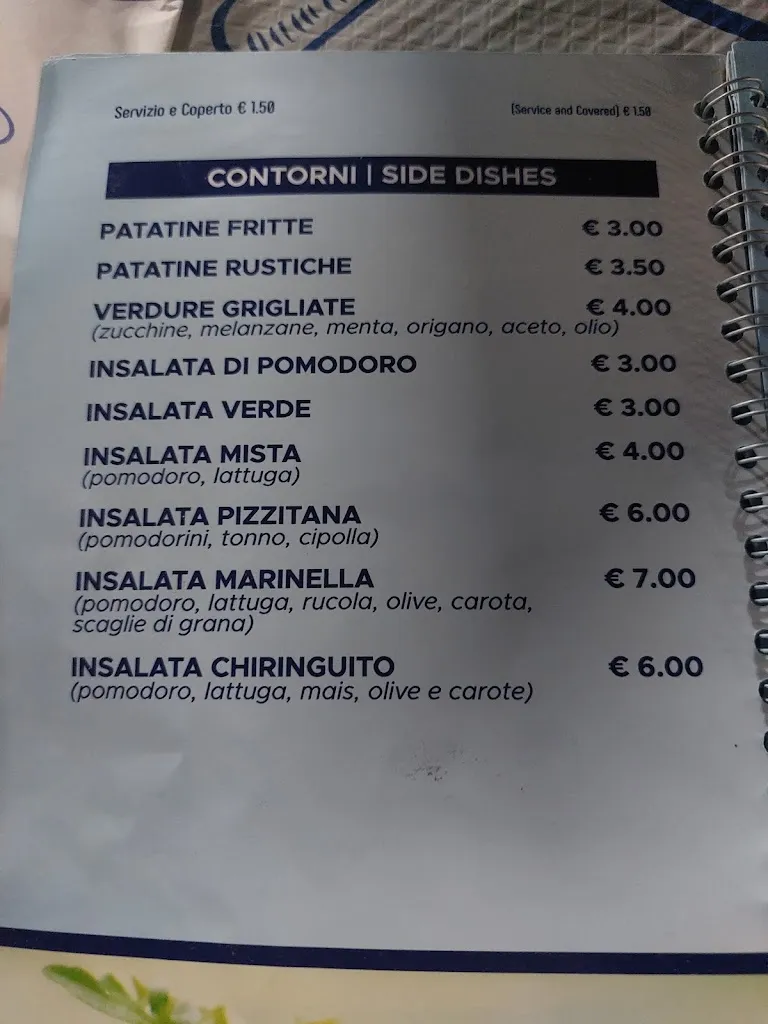 Servizio e Coperto € 1.50 (Service and Covered) € 1.50
CONTORNI | SIDE DISHES
PATATINE FRITTE € 3.00
PATATINE RUSTICHE € 3.50
VERDURE GRIGLIATE € 4.00
(zucchine, melanzane, menta, origano, aceto, olio)
INSALATA DI POMODORO € 3.00
INSALATA VERDE € 3.00
INSALATA MISTA € 4.00
(pomodoro, lattuga)
INSALATA PIZZITANA € 6.00
(pomodorini, tonno, cipolla)
INSALATA MARINELLA € 7.00
(pomodoro, lattuga, rucola, olive, carota,
scaglie di grana)
INSALATA CHIRINGUITO € 6.00
(pomodoro, lattuga, mais, olive e carote)